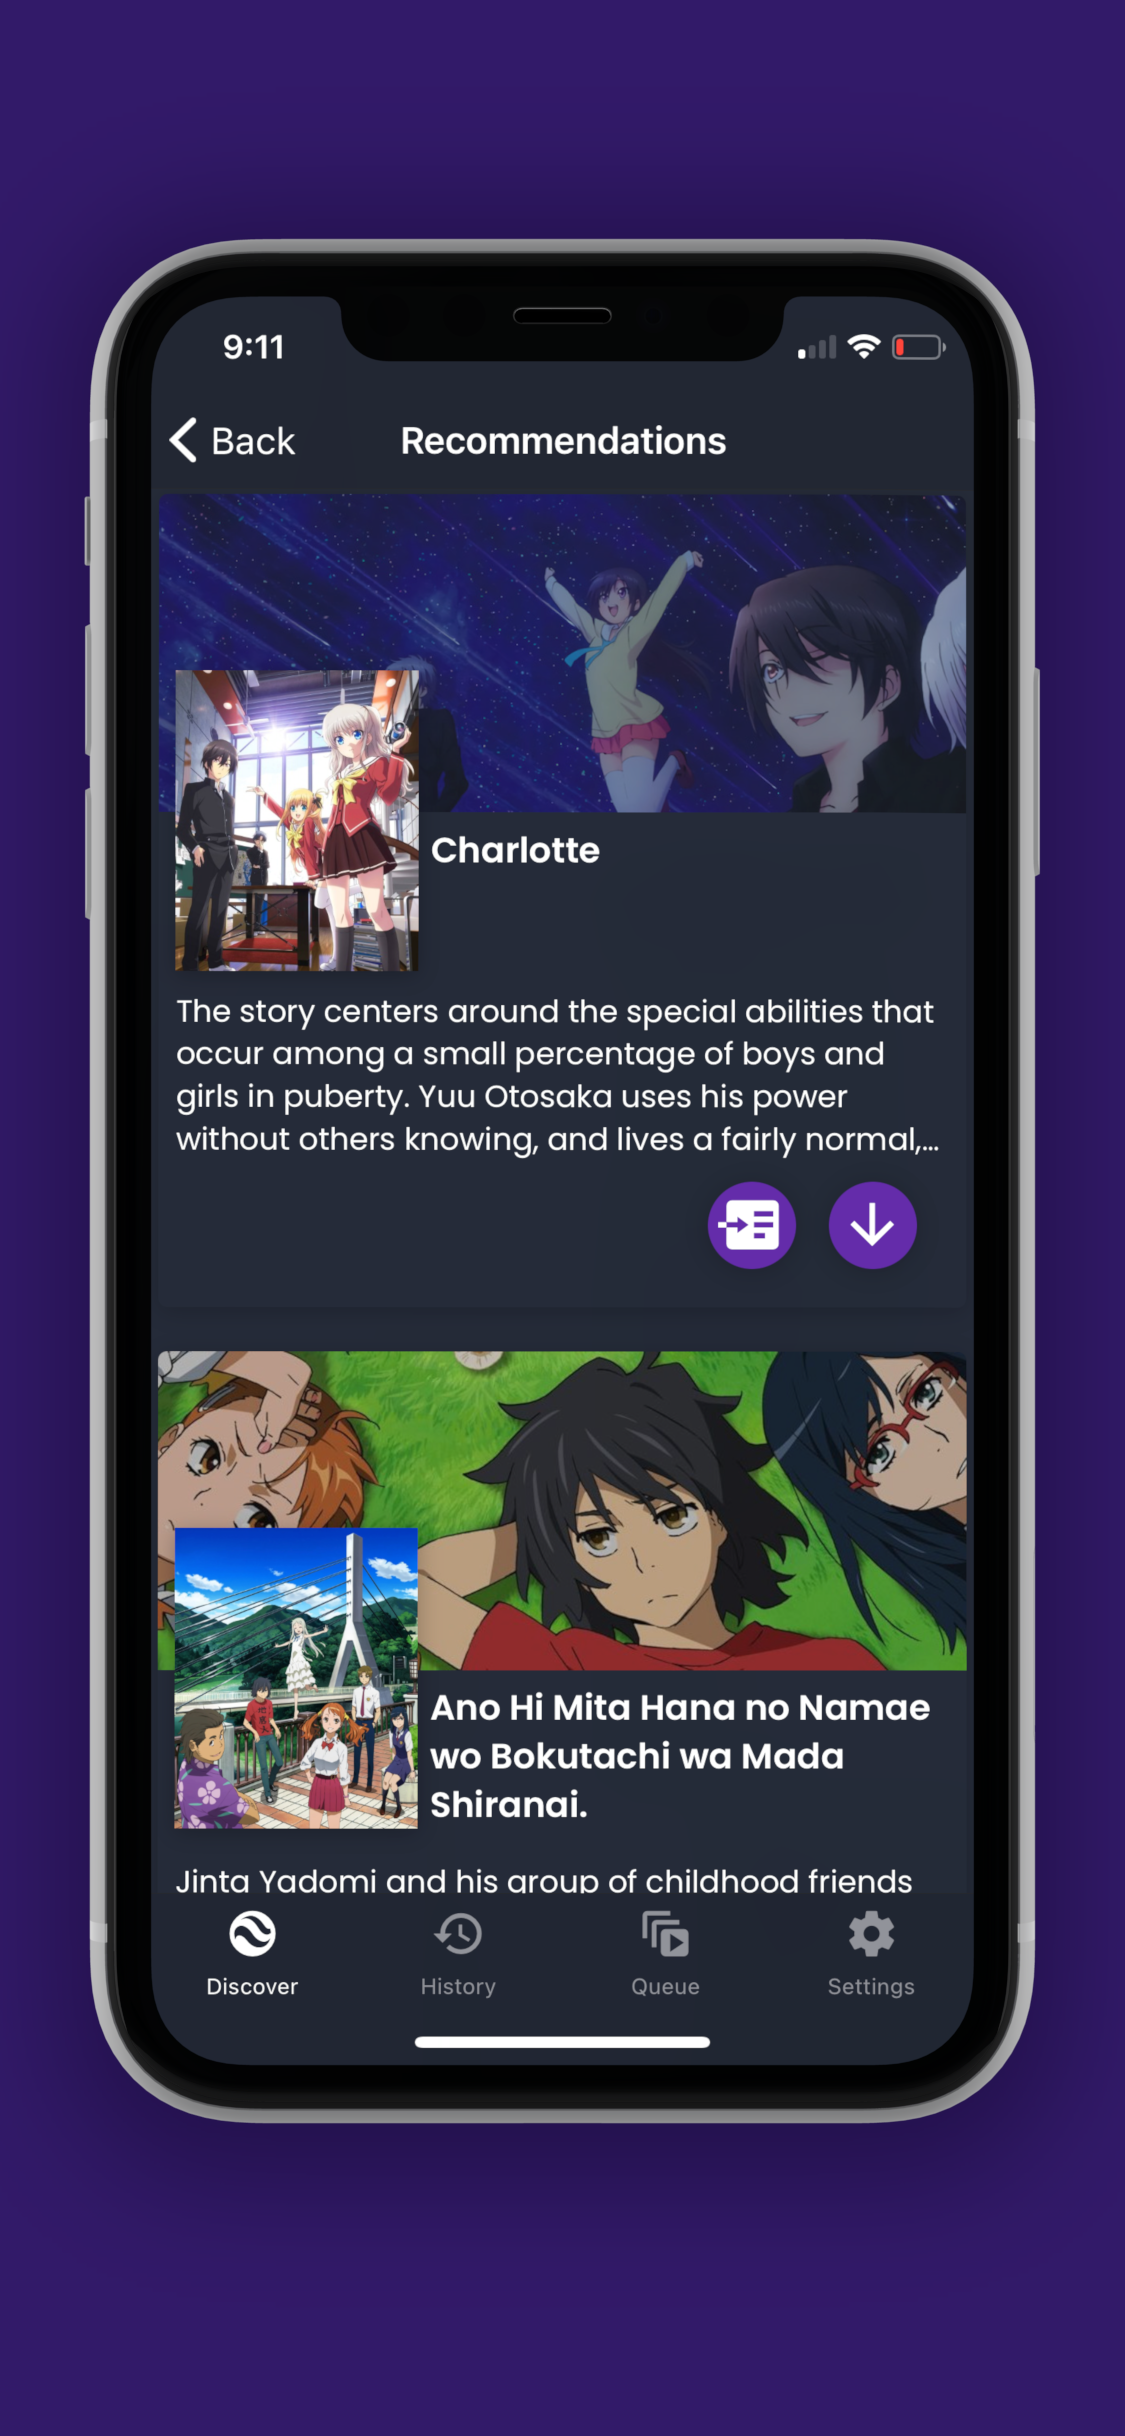 9:11
Back
Recommendations
Charlotte
The story centers around the special abilities that
occur among a small percentage of boys and
girls in puberty. Yuu Otosaka uses his power
without others knowing, and lives a fairly normal,...
Ano Hi Mita Hana no Namae
wo Bokutachi wa Mada
Shiranai.
Jinta Yadomi and his group of childhood friends
Discover
History
Queue
Settings